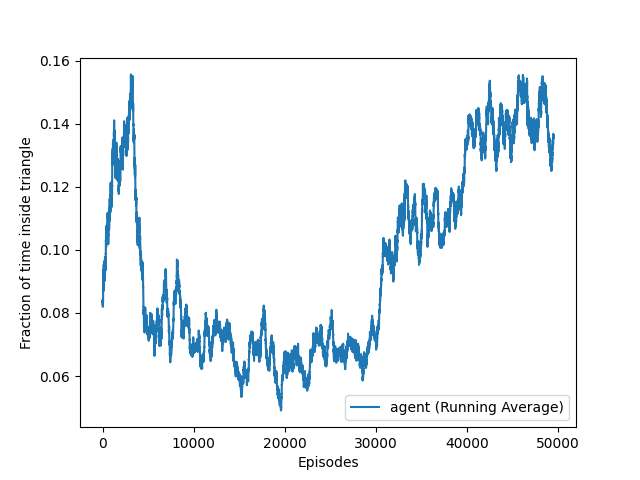 0.16
0.14
0.12
0.10
0.08
0.06
Fraction of time inside triangle
agent (Running Average)
0 10000 20000 30000 40000 50000
Episodes